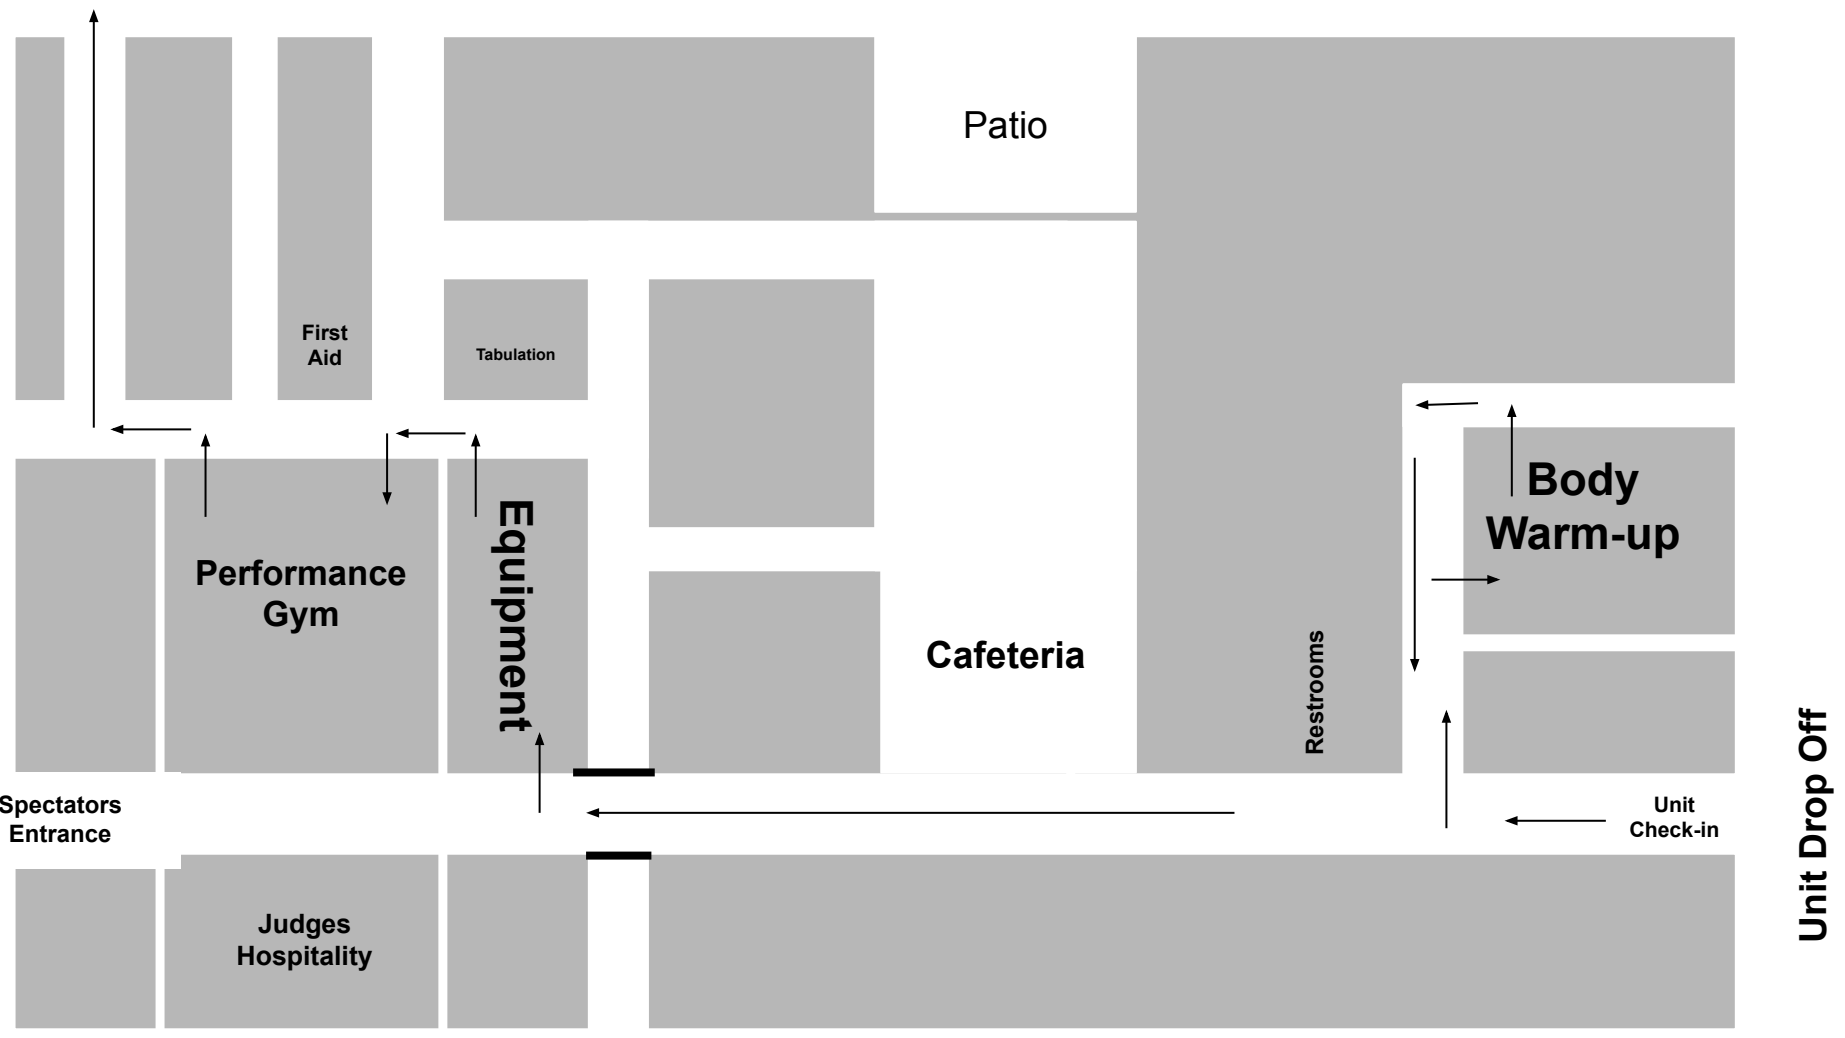 Patio
First
Aid
Tabulation
Body
Warm-up
Equipment
Performance
Gym
Cafeteria
Restrooms
Unit Drop Off
Spectators
Entrance
Unit
Check-in
Judges
Hospitality